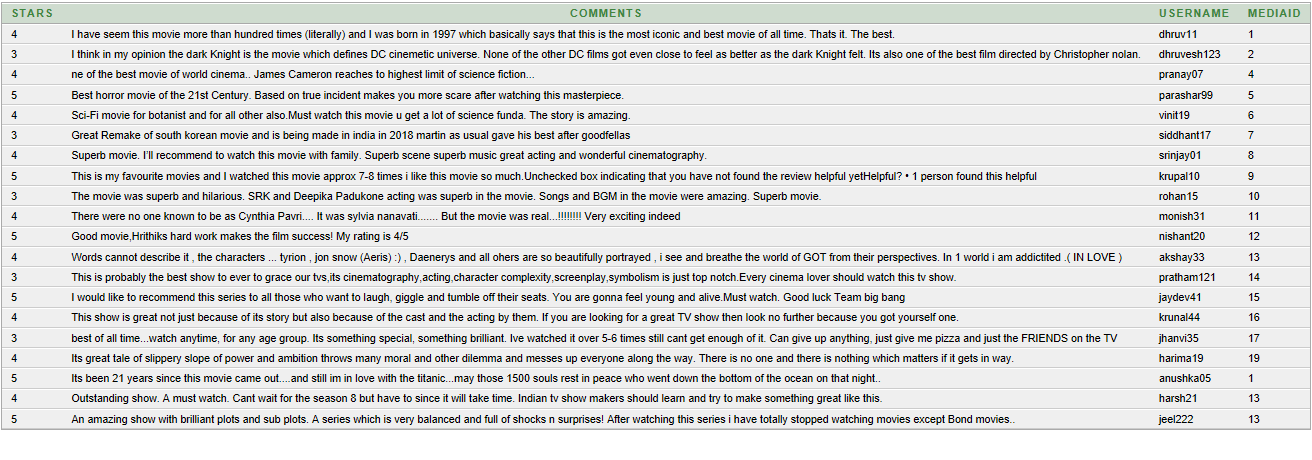 STARS COMMENTS USERNAME MEDIAID
4 I have seem this movie more than hundred times (literally) and I was born in 1997 which basically says that this is the most iconic and best movie of all time. Thats it. The best. dhruv11 1
3 I think in my opinion the dark Knight is the movie which defines DC cinemetic universe. None of the other DC films got even close to feel as better as the dark Knight felt. Its also one of the best film directed by Christopher nolan. dhruvesh123 2
4 ne of the best movie of world cinema.. James Cameron reaches to highest limit of science fiction... pranay07 4
5 Best horror movie of the 21st Century. Based on true incident makes you more scare after watching this masterpiece. parashar99 5
4 Sci-Fi movie for botanist and for all other also.Must watch this movie u get a lot of science funda. The story is amazing. vinit19 6
3 Great Remake of south korean movie and is being made in india in 2018 martin as usual gave his best after goodfellas siddhant17 7
4 Superb movie. I'll recommend to watch this movie with family. Superb scene superb music great acting and wonderful cinematography. srinjay01 8
5 This is my favourite movies and I watched this movie approx 7-8 times i like this movie so much.Unchecked box indicating that you have not found the review helpful yetHelpful? • 1 person found this helpful krupal10 9
3 The movie was superb and hilarious. SRK and Deepika Padukone acting was superb in the movie. Songs and BGM in the movie were amazing. Superb movie. rohan15 10
4 There were no one known to be as Cynthia Pavri.... It was sylvia nanavati....... But the movie was real...!!!!!!!! Very exciting indeed monish31 11
5 Good movie,Hrithiks hard work makes the film success! My rating is 4/5 nishant20 12
4 Words cannot describe it , the characters ... tyrion , jon snow (Aeris) :) , Daenerys and all ohers are so beautifully portrayed , i see and breathe the world of GOT from their perspectives. In 1 world i am addictited .( IN LOVE ) akshay33 13
3 This is probably the best show to ever to grace our tvs,its cinematography,acting,character complexity,screenplay,symbolism is just top notch.Every cinema lover should watch this tv show. pratham121 14
5 I would like to recommend this series to all those who want to laugh, giggle and tumble off their seats. You are gonna feel young and alive.Must watch. Good luck Team big bang jaydev41 15
4 This show is great not just because of its story but also because of the cast and the acting by them. If you are looking for a great TV show then look no further because you got yourself one. krunal44 16
3 best of all time...watch anytime, for any age group. Its something special, something brilliant. Ive watched it over 5-6 times still cant get enough of it. Can give up anything, just give me pizza and just the FRIENDS on the TV jhanvi35 17
4 Its great tale of slippery slope of power and ambition throws many moral and other dilemma and messes up everyone along the way. There is no one and there is nothing which matters if it gets in way. harima19 19
5 Its been 21 years since this movie came out....and still im in love with the titanic...may those 1500 souls rest in peace who went down the bottom of the ocean on that night.. anushka05 1
4 Outstanding show. A must watch. Cant wait for the season 8 but have to since it will take time. Indian tv show makers should learn and try to make something great like this. harsh21 13
5 An amazing show with brilliant plots and sub plots. A series which is very balanced and full of shocks n surprises! After watching this series i have totally stopped watching movies except Bond movies.. jeel222 13